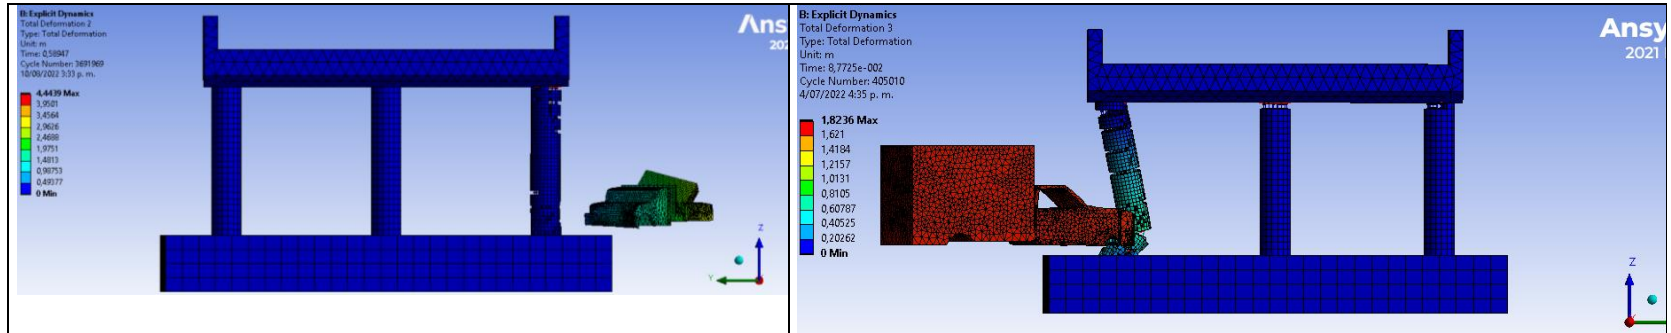 B: Explicit Dynamics
Total Deformation 2
Type: Total Deformation
Unit: m
Time: 0,58947
Cycle Number: 3691969
10/08/2022 3:33 p. m.
4,4439 Max
3,9501
3,4564
2,9626
2,4688
1,9751
1,4813
0,98753
0,49377
0 Min
Ans
202
Z
Y
B: Explicit Dynamics
Total Deformation 3
Type: Total Deformation
Unit: m
Time: 8,7725e-002
Cycle Number: 405010
4/07/2022 4:35 p. m.
1,8236 Max
1,621
1,4184
1,2157
1,0131
0,8105
0,60787
0,40525
0,20262
0 Min
Ansy
2021
Z